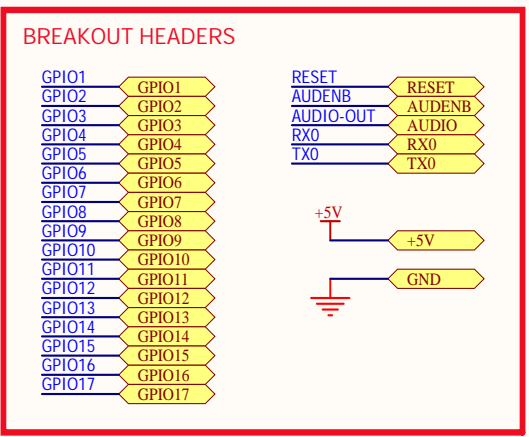 BREAKOUT HEADERS
GPIO1 GPIO1
GPIO2 GPIO2
GPIO3 GPIO3
GPIO4 GPIO4
GPIO5 GPIO5
GPIO6 GPIO6
GPIO7 GPIO7
GPIO8 GPIO8
GPIO9 GPIO9
GPIO10 GPIO10
GPIO11 GPIO11
GPIO12 GPIO12
GPIO13 GPIO13
GPIO14 GPIO14
GPIO15 GPIO15
GPIO16 GPIO16
GPIO17 GPIO17
RESET RESET
AUDENB AUDENB
AUDIO-OUT AUDIO
RX0 RX0
TX0 TX0
+5V
+5V
GND